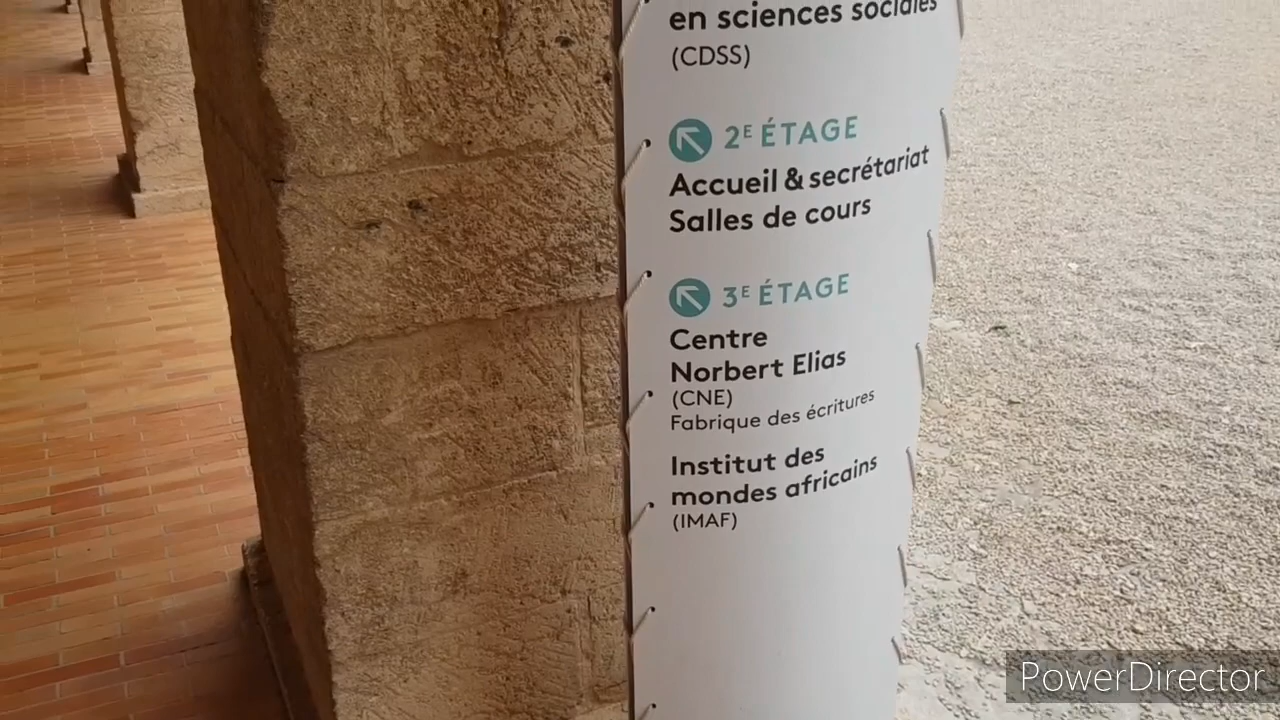 en sciences sociales
(CDSS)
2E ÉTAGE
Accueil & secrétariat
Salles de cours
3E ÉTAGE
Centre
Norbert Elias
(CNE)
Fabrique des écritures
Institut des
mondes africains
(IMAF)
PowerDirector